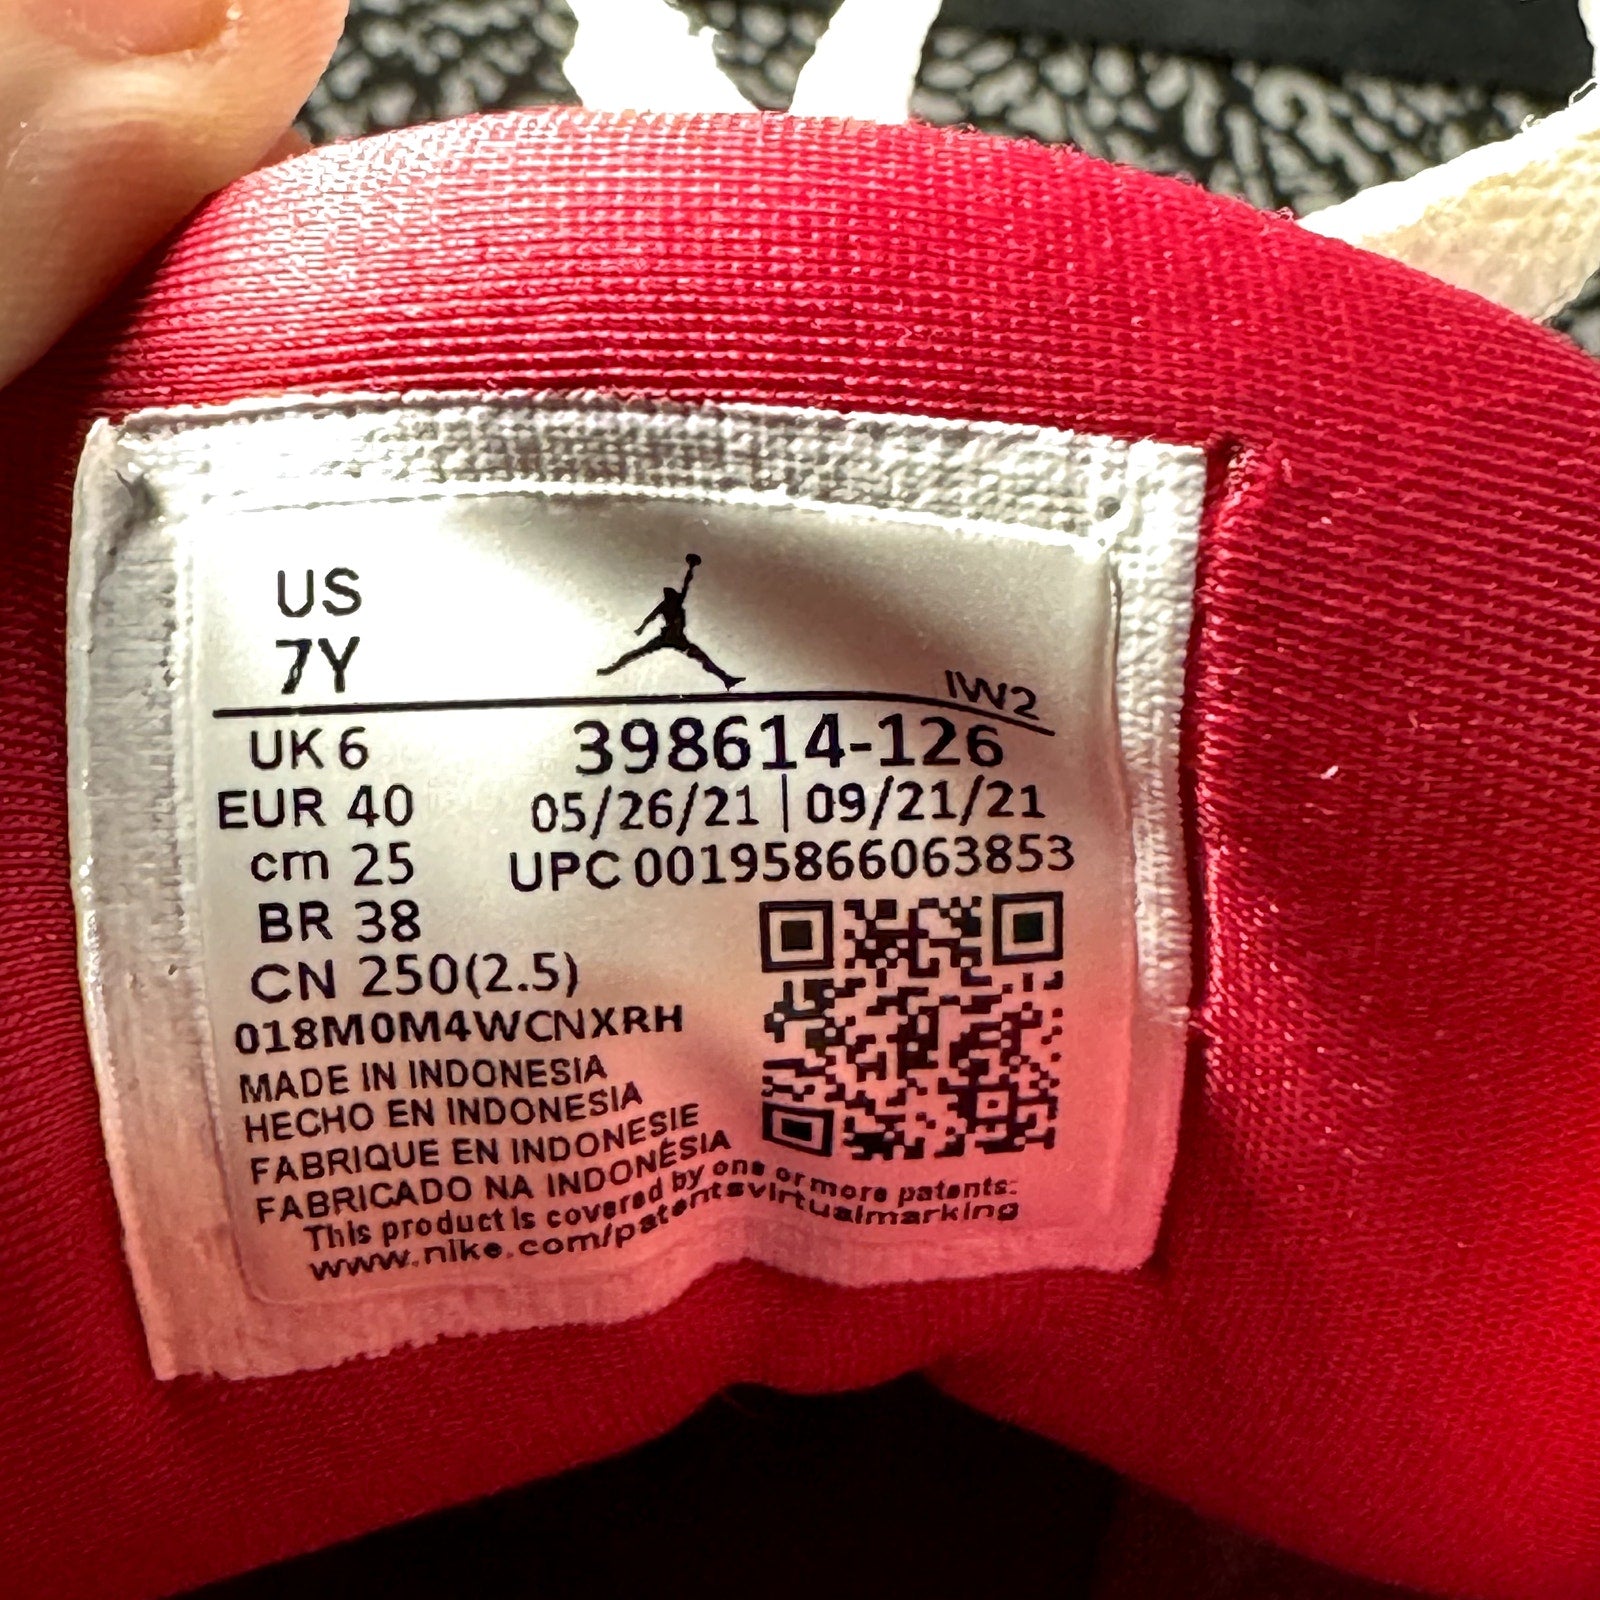 US
7Y
IW2
UK 6
398614-126
EUR 40
05/26/21 | 09/21/21
cm 25
UPC 00195866063853
BR 38
CN 250(2.5)
018M0M4WCNXRH
MADE IN INDONESIA
HECHO EN INDONESIA
FABRIQUE EN INDONESIE
FABRICADO NA INDONÉSIA
This product is covered by one or more patents:
www.nike.com/patentsvirtualmarking